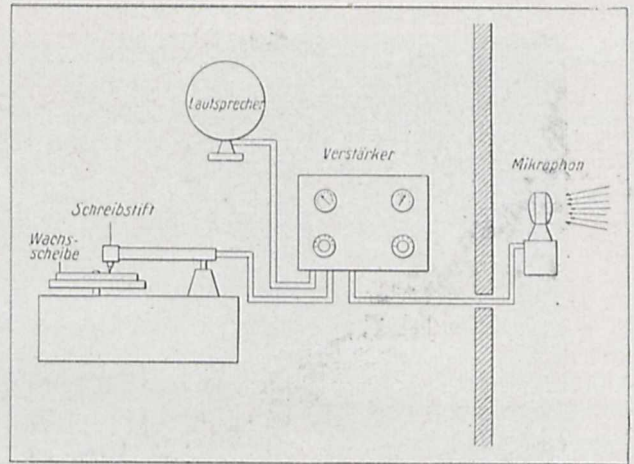 Lautsprecher
Verstärker
Mikrophon
Schreibstift
Wachs-
scheibe